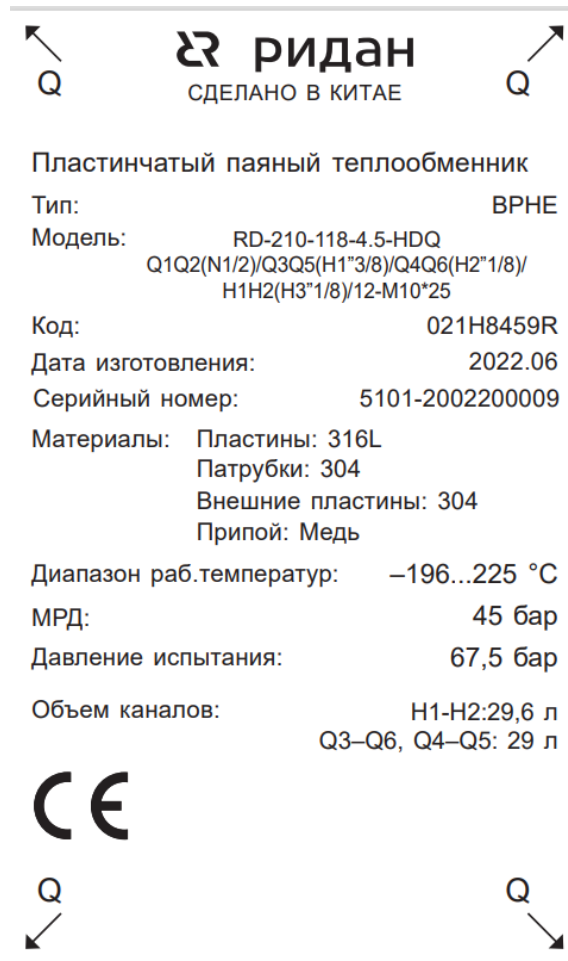 Q
ридан
Q
СДЕЛАНО В КИТАЕ
Пластинчатый паяный теплообменник
Тип: BPHE
Модель: RD-210-118-4.5-HDQ
Q1Q2(N1/2)/Q3Q5(H1"3/8)/Q4Q6(H2"1/8)/
H1H2(H3"1/8)/12-M10*25
Код: 021H8459R
Дата изготовления: 2022.06
Серийный номер: 5101-2002200009
Материалы: Пластины: 316L
Патрубки: 304
Внешние пластины: 304
Припой: Медь
Диапазон раб.температур: –196...225 °C
МРД: 45 бар
Давление испытания: 67,5 бар
Объем каналов: H1-H2:29,6 л
Q3–Q6, Q4–Q5: 29 л
CE
Q Q